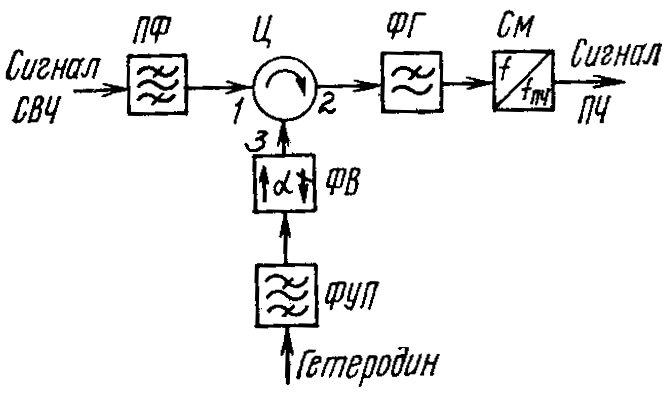 ПФ
Ц
ФГ
См
Сигнал
СВЧ
1
2
3
f
fпч
Сигнал
ПЧ
α
ФВ
ФУП
Гетеродин